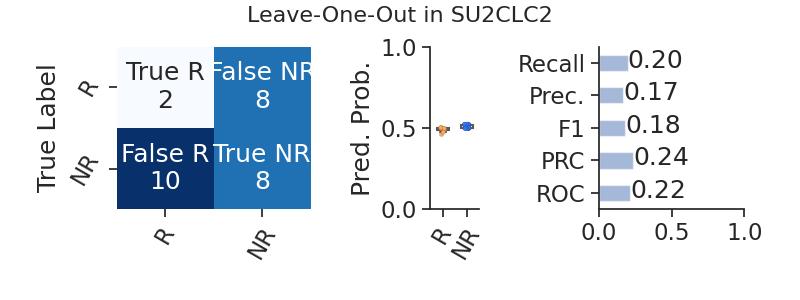 Leave-One-Out in SU2CLC2
True Label
R
NR
True R
2
False NR
8
False R
10
True NR
8
R
NR
Pred. Prob.
1.0
0.5
0.0
R
NR
Recall
0.20
Prec.
0.17
F1
0.18
PRC
0.24
ROC
0.22
0.0
0.5
1.0